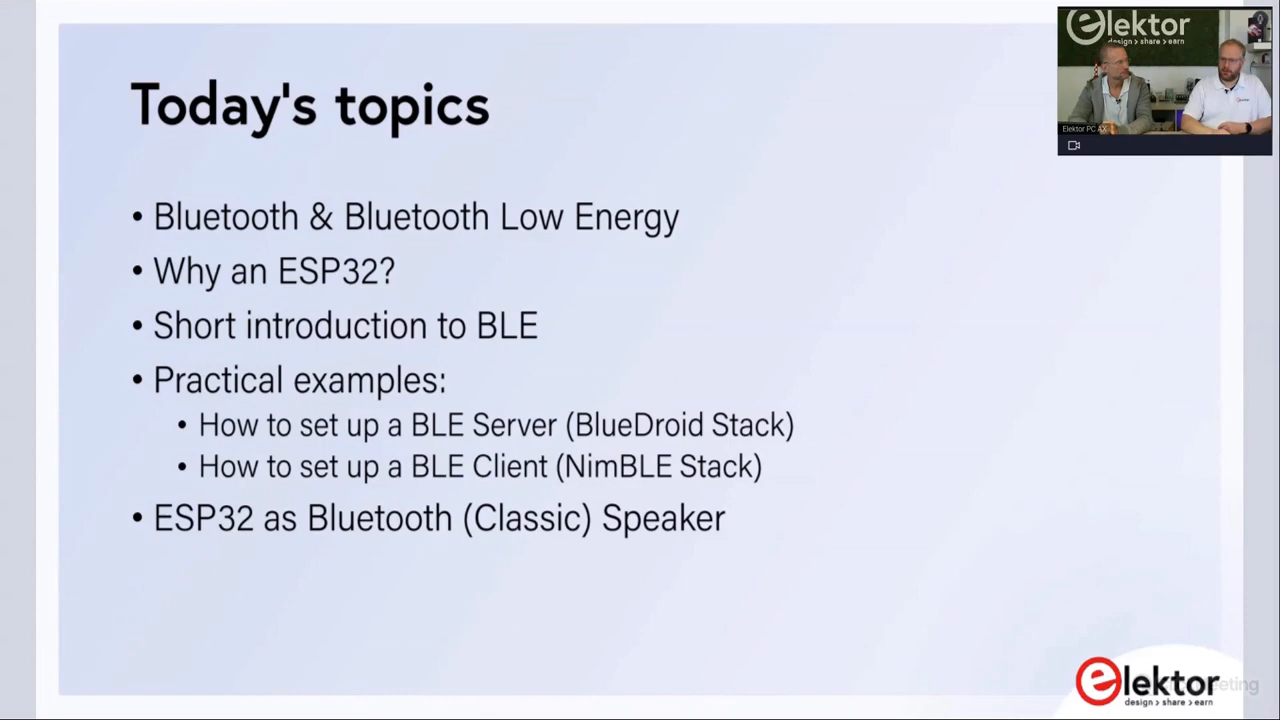 Today's topics
• Bluetooth & Bluetooth Low Energy
• Why an ESP32?
• Short introduction to BLE
• Practical examples:
• How to set up a BLE Server (BlueDroid Stack)
• How to set up a BLE Client (NimBLE Stack)
• ESP32 as Bluetooth (Classic) Speaker
elektor
design > share > earn
Elektor PC
elektor
design > share > earn